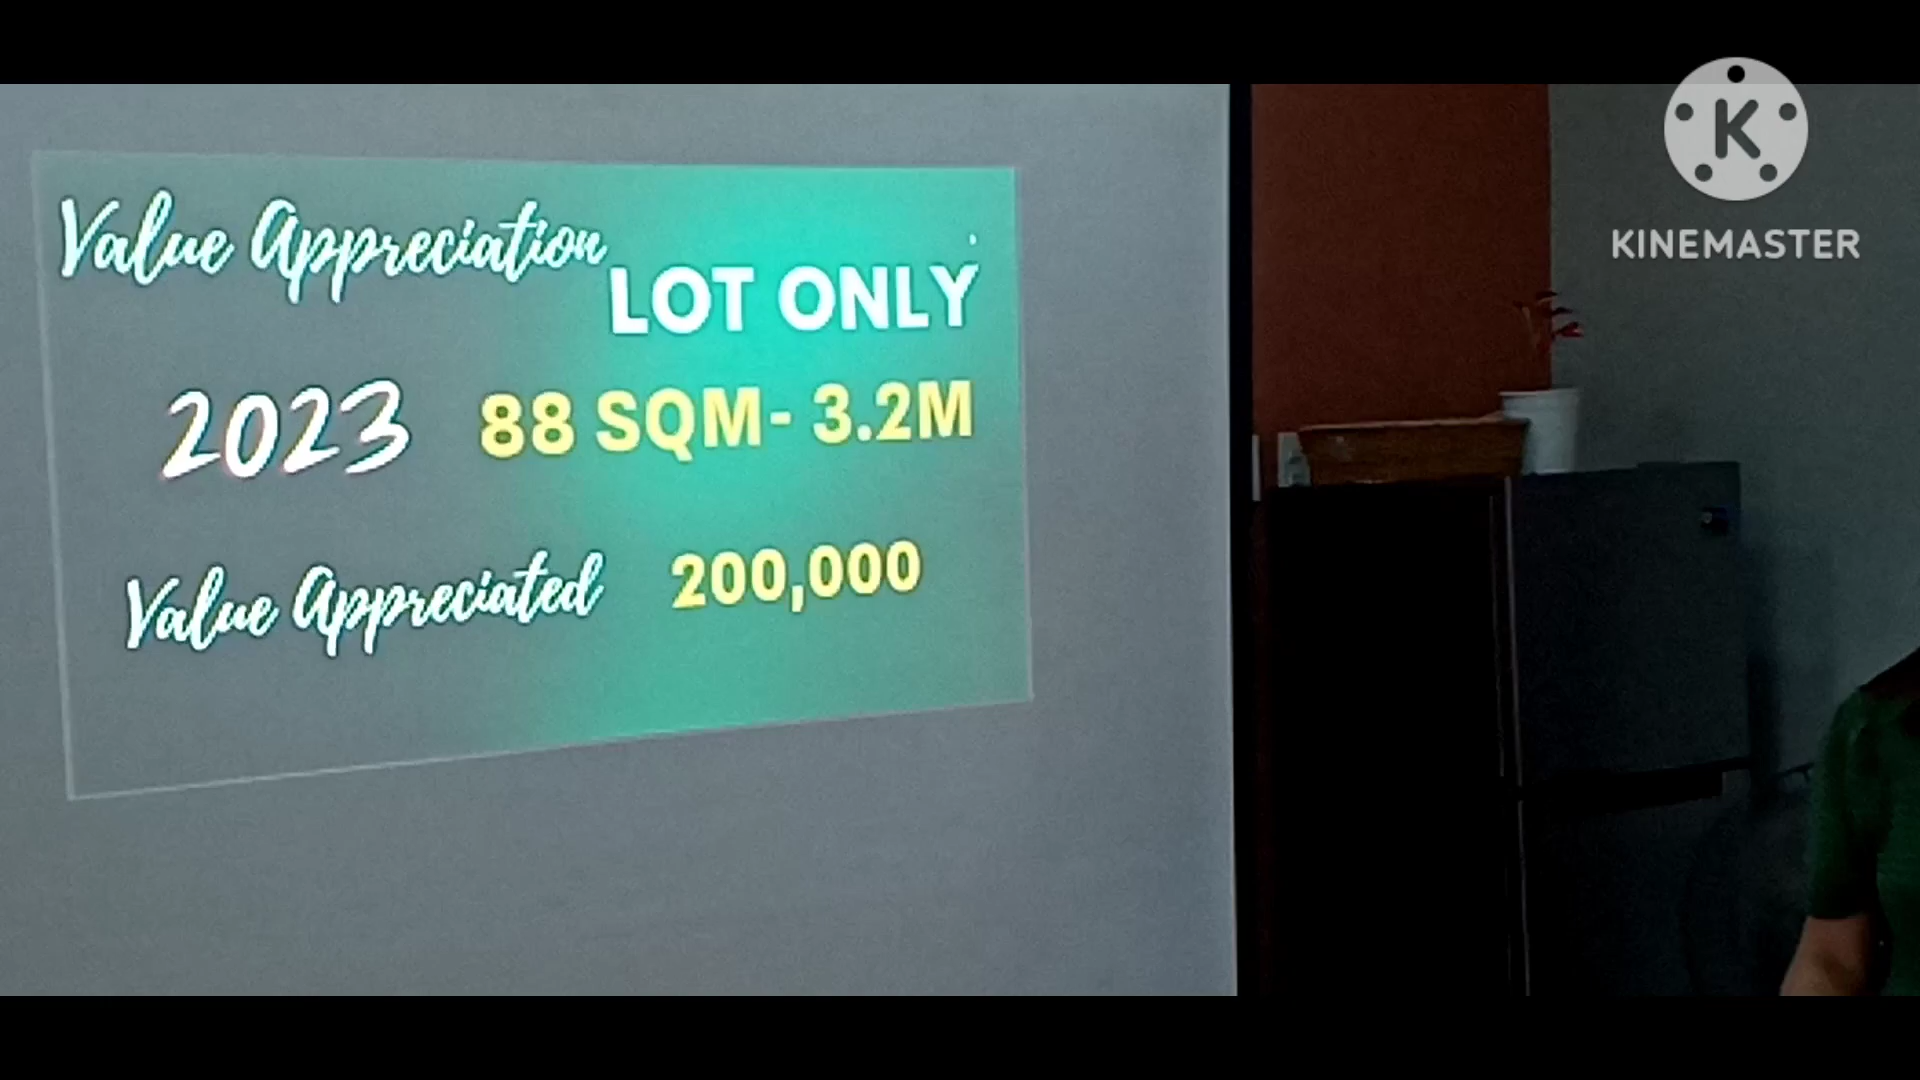 Value Appreciation
LOT ONLY
2023 88 SQM- 3.2M
Value Appreciated 200,000
K
KINEMASTER